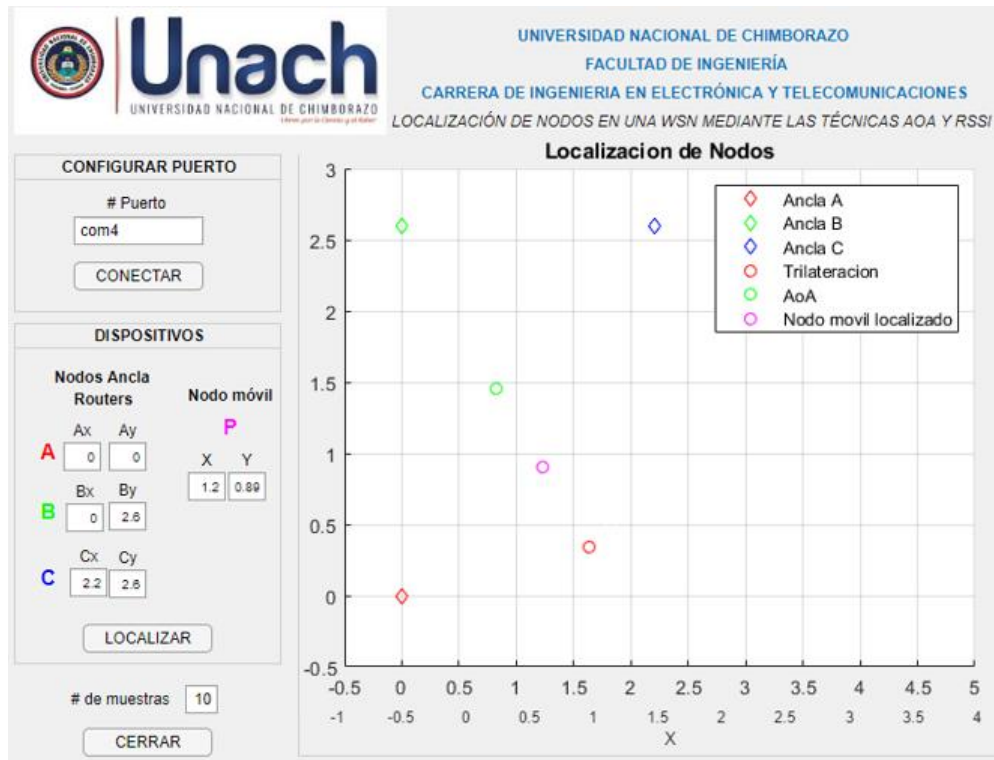 Unach
UNIVERSIDAD NACIONAL DE CHIMBORAZO
Libres por la Ciencia y el Saber
UNIVERSIDAD NACIONAL DE CHIMBORAZO
FACULTAD DE INGENIERÍA
CARRERA DE INGENIERIA EN ELECTRÓNICA Y TELECOMUNICACIONES
LOCALIZACIÓN DE NODOS EN UNA WSN MEDIANTE LAS TÉCNICAS AOA Y RSSI
CONFIGURAR PUERTO
# Puerto
com4
CONECTAR
DISPOSITIVOS
Nodos Ancla
Routers
Nodo móvil
P
Ax Ay
A 0 0
X Y
1.2 0.89
Bx By
B 0 2.6
Cx Cy
C 2.2 2.6
LOCALIZAR
# de muestras 10
CERRAR
Localizacion de Nodos
Ancla A
Ancla B
Ancla C
Trilateracion
AoA
Nodo movil localizado
3
2.5
2
1.5
1
0.5
0
-0.5
-0.5 0 0.5 1 1.5 2 2.5 3 3.5 4 4.5 5
-1 -0.5 0 0.5 1 1.5 2 2.5 3 3.5 4
X